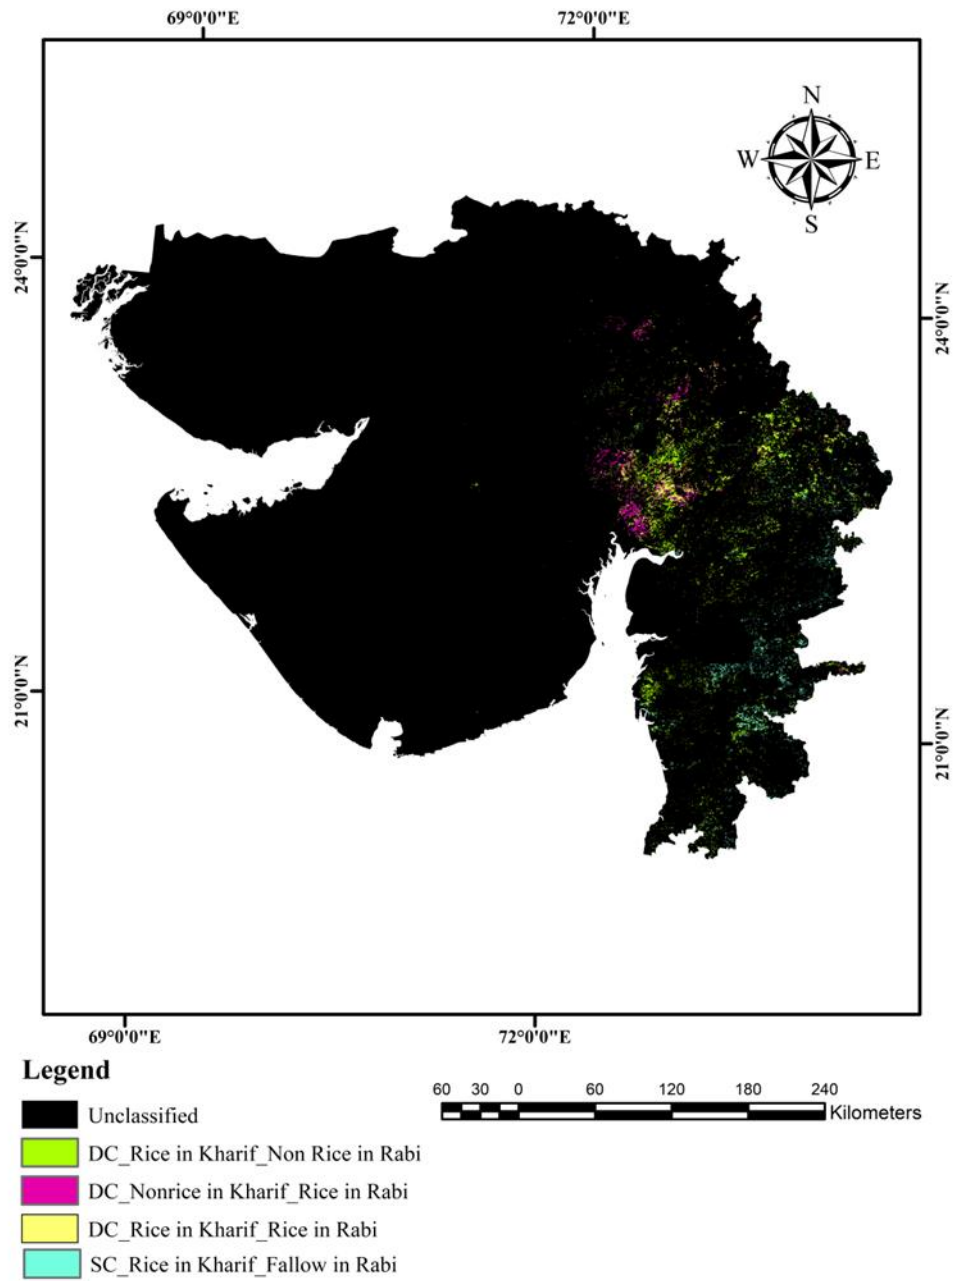 69°0'0"E 72°0'0"E
N
W E
S
24°0'0"N
24°0'0"N
21°0'0"N
21°0'0"N
69°0'0"E 72°0'0"E
Legend
60 30 0 60 120 180 240
Kilometers
Unclassified
DC_Rice in Kharif_Non Rice in Rabi
DC_Nonrice in Kharif_Rice in Rabi
DC_Rice in Kharif_Rice in Rabi
SC_Rice in Kharif_Fallow in Rabi